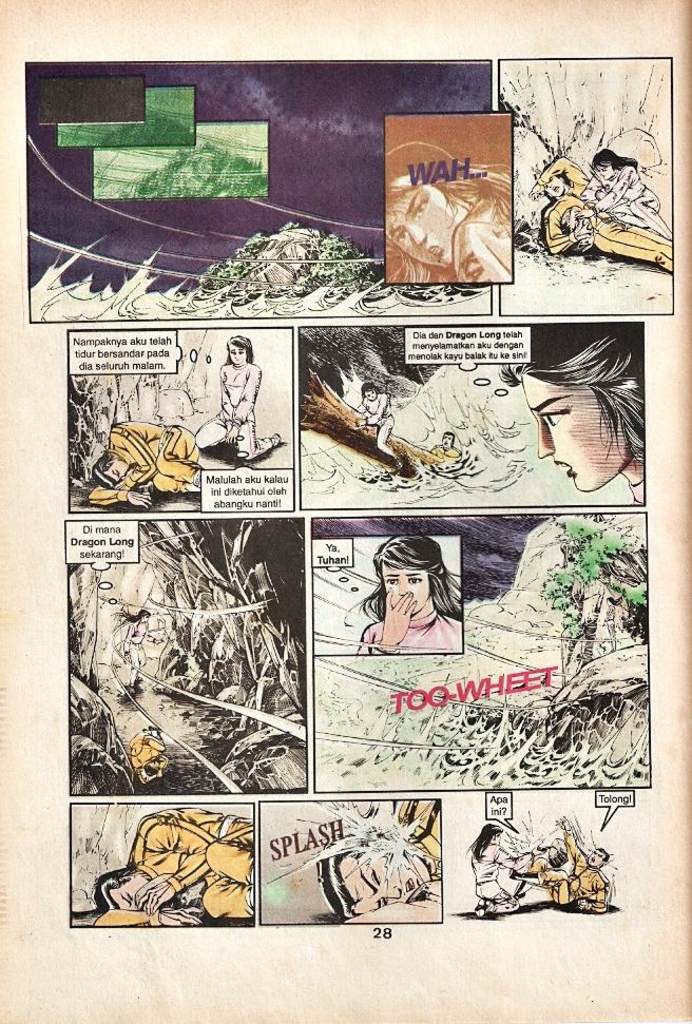 WAH...
Nampaknya aku telah
tidur bersandar pada
dia seluruh malam.
Malulah aku kalau
ini diketahui oleh
abangku nanti!
Dia dan Dragon Long telah
menyelamatkan aku dengan
menolak kayu balak itu ke sini!
Di mana
Dragon Long
sekarang!
Ya,
Tuhan!
TOO-WHEET
SPLASH
Apa
ini?
Tolong!
28